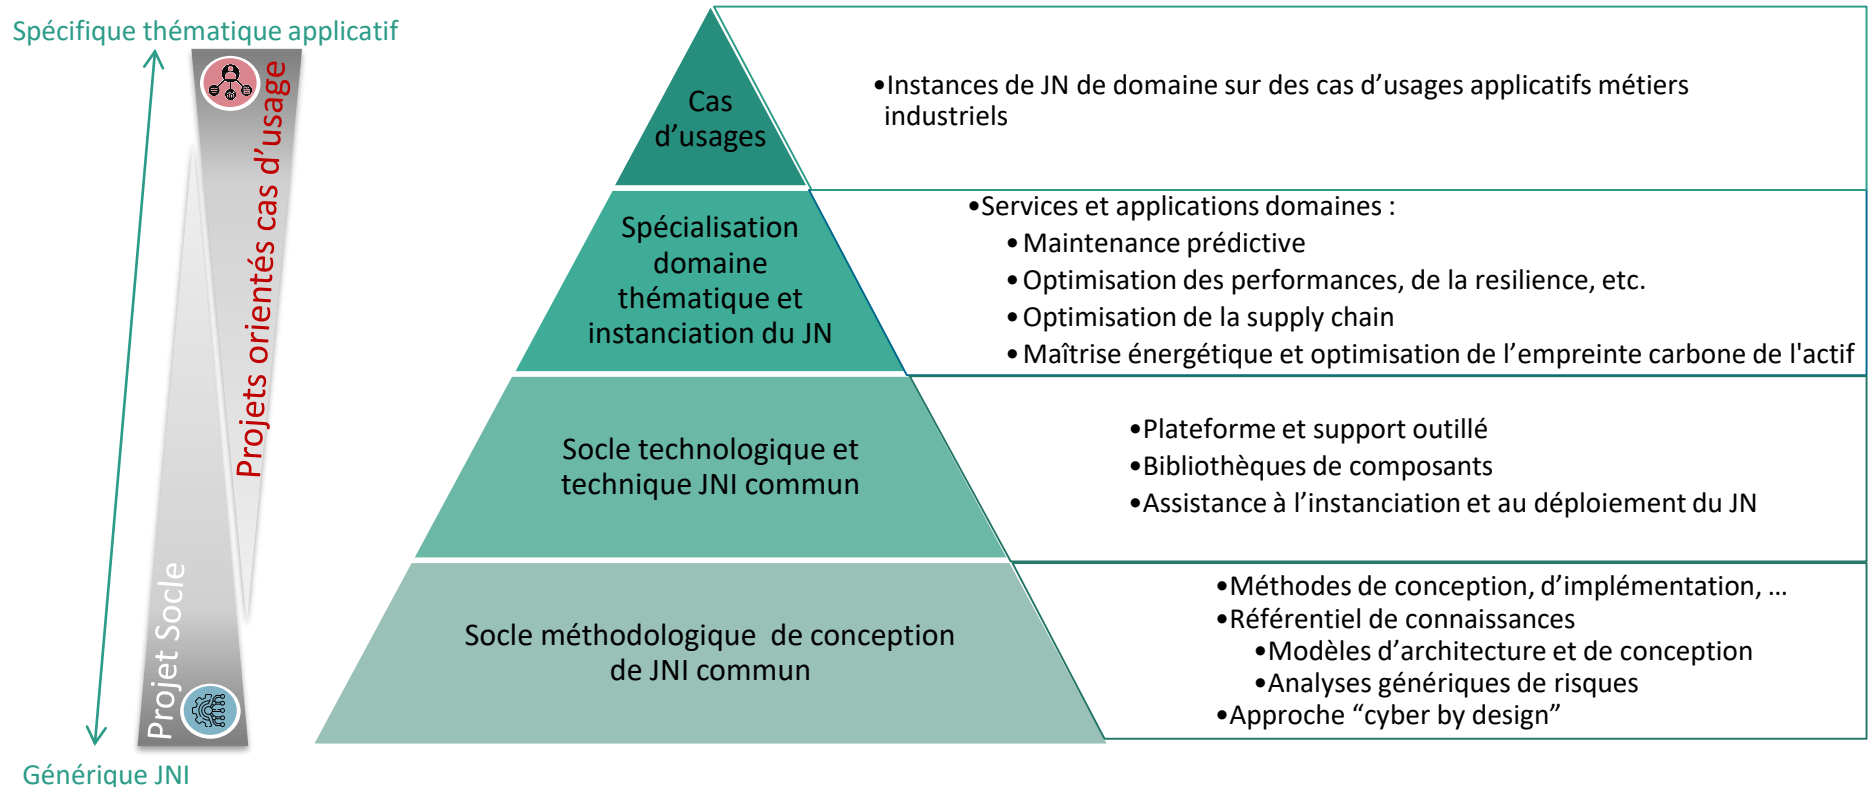 Spécifique thématique applicatif
Projets orientés cas d’usage
Projet Socle
Générique JNI
Cas
d’usages
•Instances de JN de domaine sur des cas d’usages applicatifs métiers
industriels
Spécialisation
domaine
thématique et
instanciation du JN
•Services et applications domaines :
•Maintenance prédictive
•Optimisation des performances, de la resilience, etc.
•Optimisation de la supply chain
•Maîtrise énergétique et optimisation de l’empreinte carbone de l'actif
Socle technologique et
technique JNI commun
•Plateforme et support outillé
•Bibliothèques de composants
•Assistance à l’instanciation et au déploiement du JN
Socle méthodologique de conception
de JNI commun
•Méthodes de conception, d’implémentation, …
•Référentiel de connaissances
•Modèles d’architecture et de conception
•Analyses génériques de risques
•Approche “cyber by design”